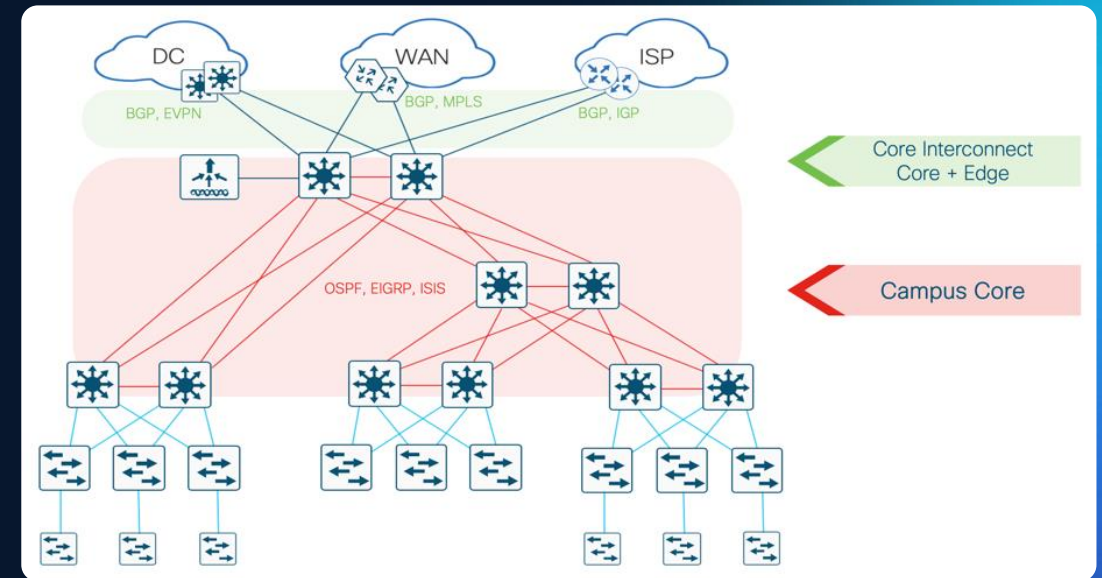 DC
WAN
ISP
BGP, EVPN
BGP, MPLS
BGP, IGP
Core Interconnect
Core + Edge
OSPF, EIGRP, ISIS
Campus Core